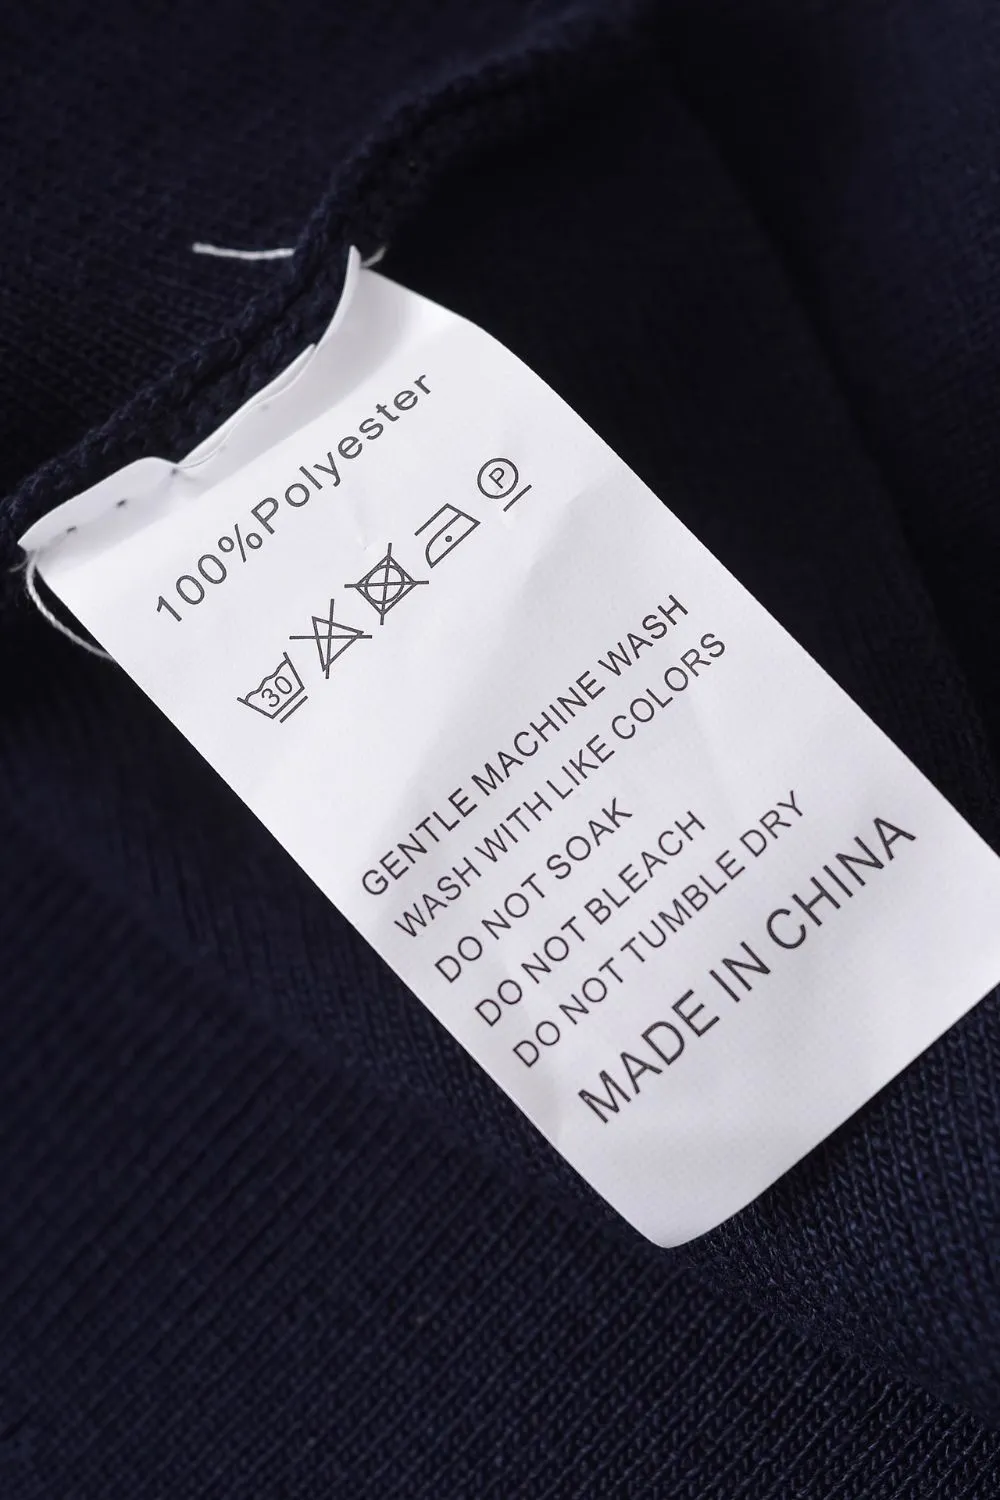 100%Polyester
30
P
GENTLE MACHINE WASH
WASH WITH LIKE COLORS
DO NOT SOAK
DO NOT BLEACH
DO NOT TUMBLE DRY
MADE IN CHIINA